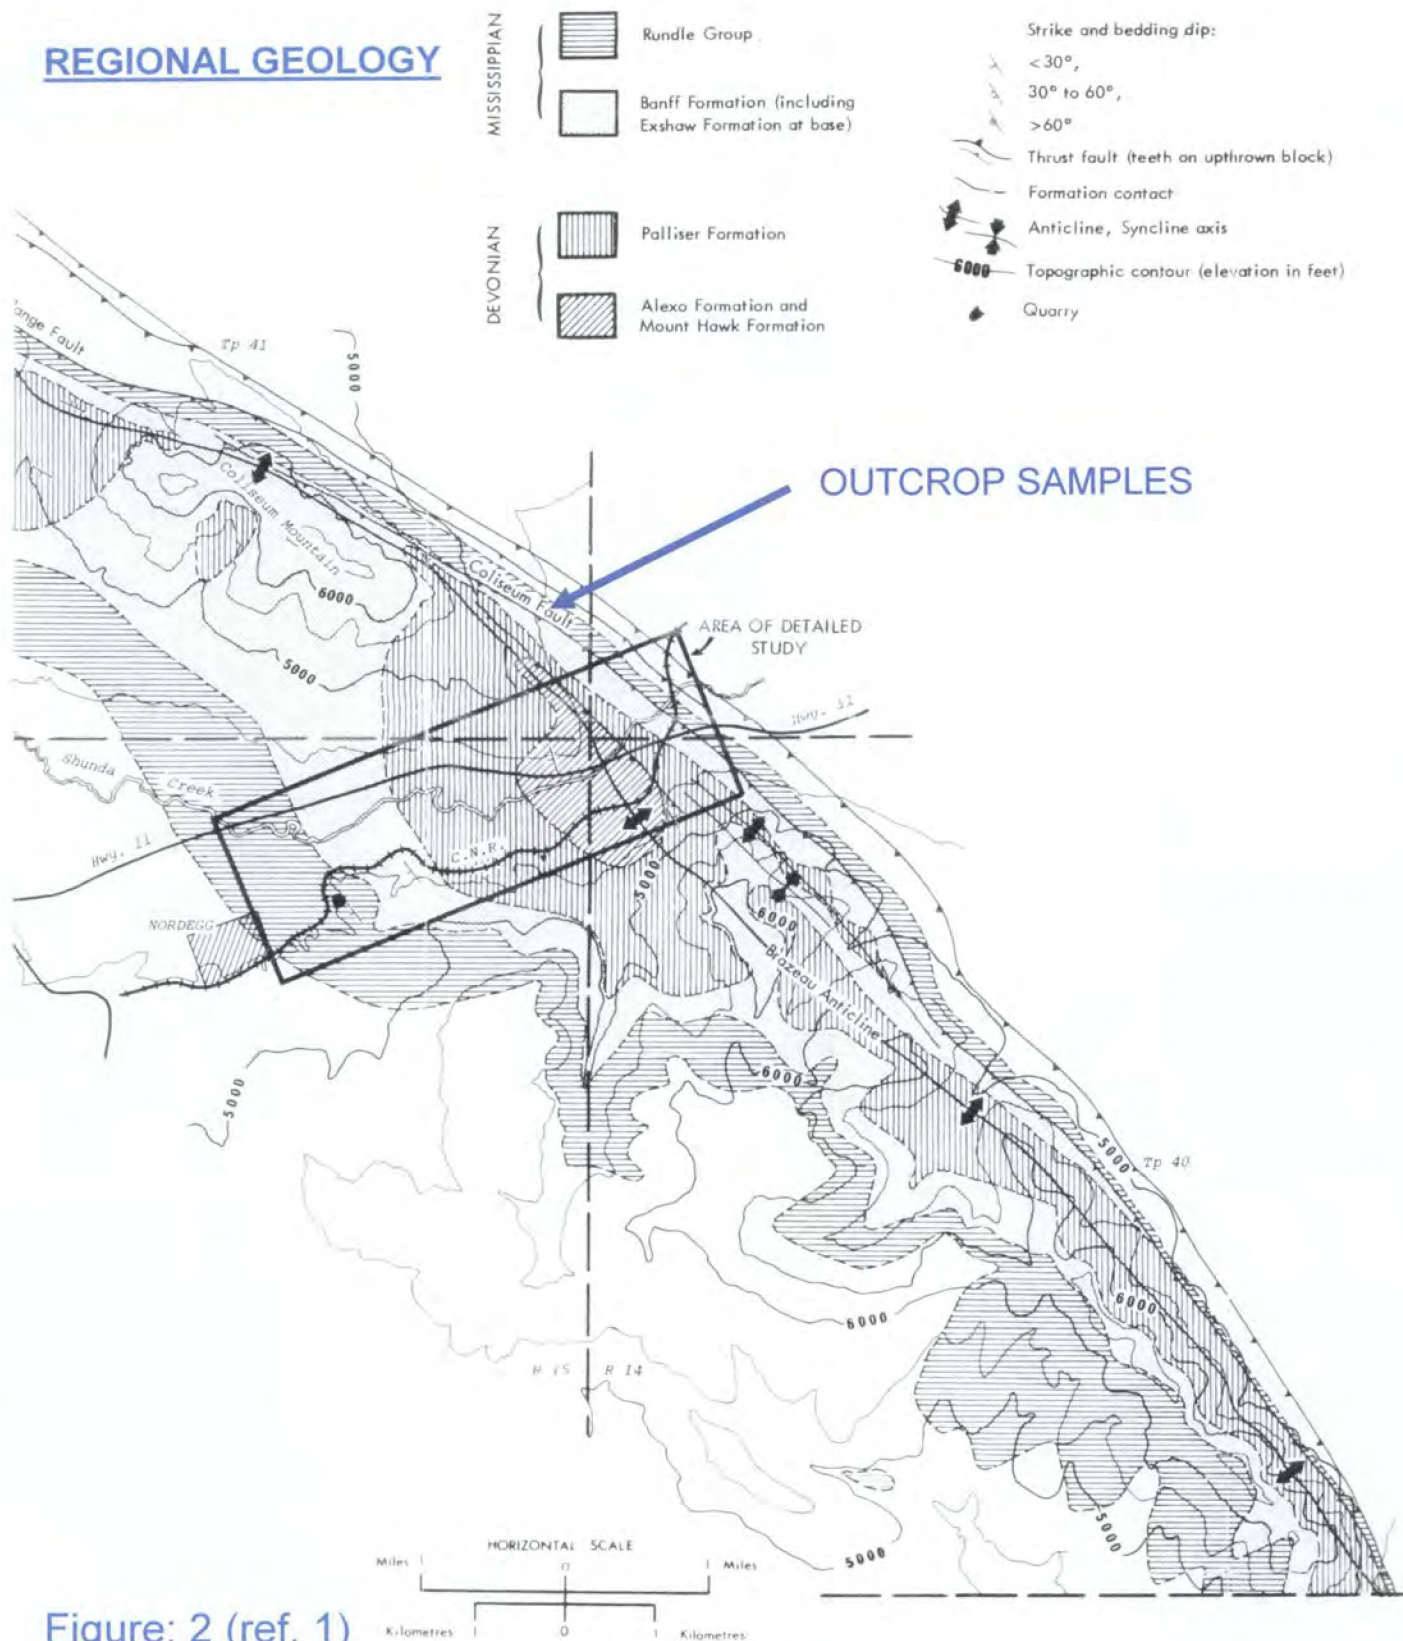 REGIONAL GEOLOGY
MISSISSIPPIAN
Rundle Group
Banff Formation (including
Exshaw Formation at base)
DEVONIAN
Palliser Formation
Alexo Formation and
Mount Hawk Formation
Strike and bedding dip:
<30°,
30° to 60°,
>60°
Thrust fault (teeth on upthrown block)
Formation contact
Anticline, Syncline axis
6000 Topographic contour (elevation in feet)
Quarry
ange Fault
Tp 41
5000
Coliseum Mountain
6000
OUTCROP SAMPLES
Coliseum Fault
AREA OF DETAILED
STUDY
5000
Hwy. 11
Shunda
Creek
Hwy. 11
C.N.R.
5000
NORDEGG
6000
Brazeau Anticline
5000
6000
5000
Tp 40
6000
6000
R 15 R 14
5000
5000
HORIZONTAL SCALE
Miles 1 0 1 Miles
Kilometres 1 0 1 Kilometres
Figure: 2 (ref. 1)